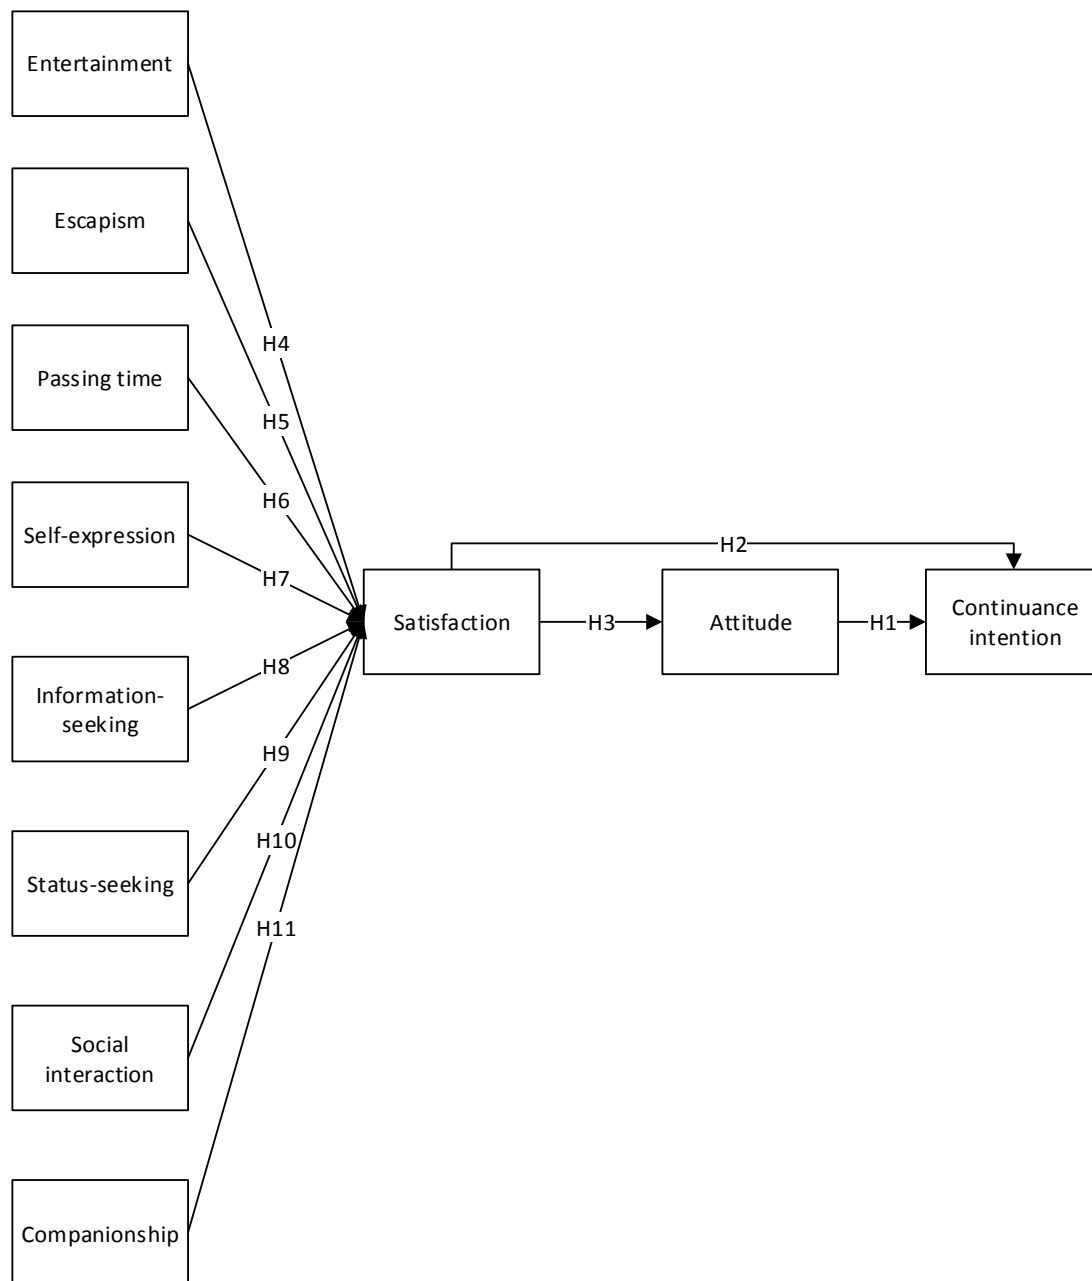 Entertainment
Escapism
Passing time
Self-expression
Information-
seeking
Status-seeking
Social
interaction
Companionship
H4
H5
H6
H7
H8
H9
H10
H11
Satisfaction
H3
Attitude
H1
Continuance
intention
H2